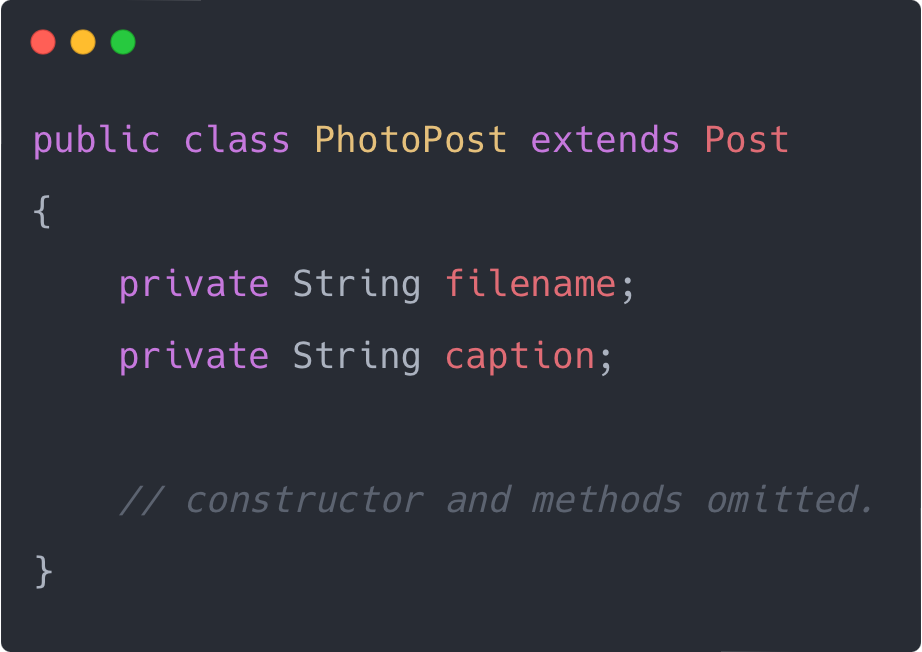 public class PhotoPost extends Post
{
    private String filename;
    private String caption;

    // constructor and methods omitted.
}